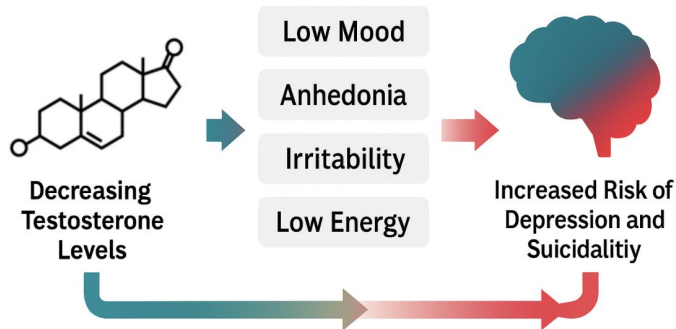 Low Mood
Anhedonia
Irritability
Low Energy
Decreasing
Testosterone
Levels
Increased Risk of
Depression and
Suicidalitiy